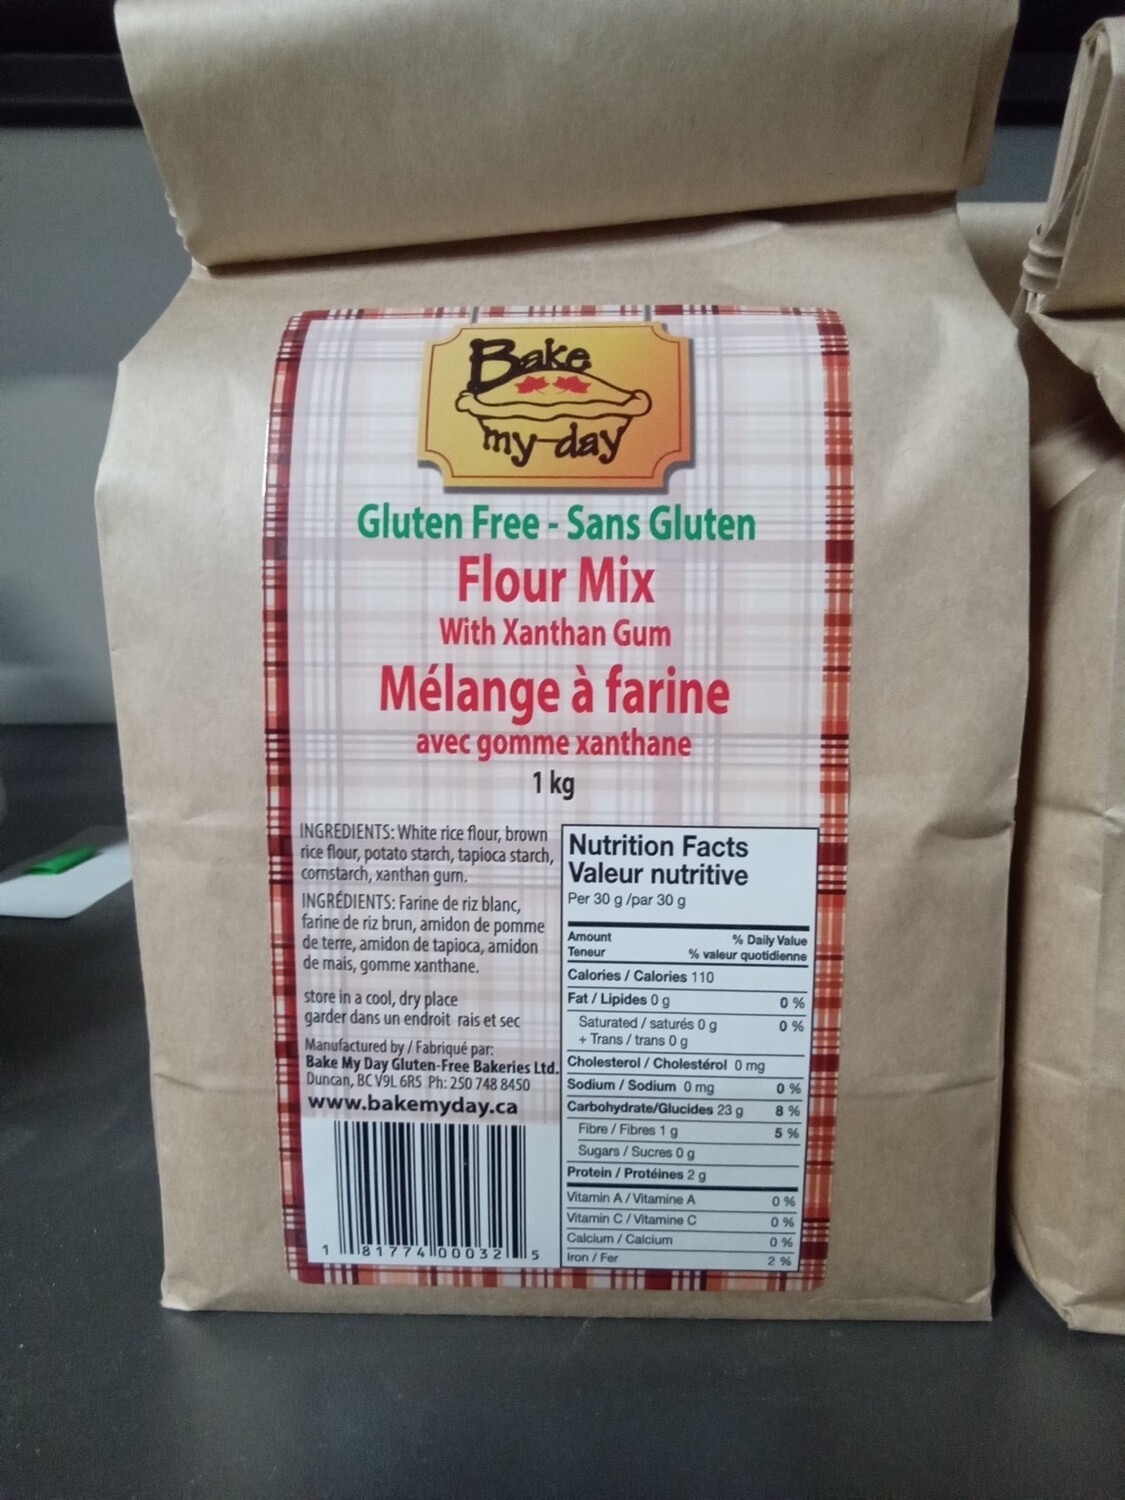 Bake
my day
Gluten Free - Sans Gluten
Flour Mix
With Xanthan Gum
Mélange à farine
avec gomme xanthane
1 kg
INGREDIENTS: White rice flour, brown
rice flour, potato starch, tapioca starch,
cornstarch, xanthan gum.
INGRÉDIENTS: Farine de riz blanc,
farine de riz brun, amidon de pomme
de terre, amidon de tapioca, amidon
de mais, gomme xanthane.
store in a cool, dry place
garder dans un endroit rais et sec
Manufactured by / Fabriqué par:
Bake My Day Gluten-Free Bakeries Ltd.
Duncan, BC V9L 6R5 Ph: 250 748 8450
www.bakemyday.ca
1 81774 00032 5
Nutrition Facts
Valeur nutritive
Per 30 g /par 30 g
Amount % Daily Value
Teneur % valeur quotidienne
Calories / Calories 110
Fat / Lipides 0 g 0 %
Saturated / saturés 0 g 0 %
+ Trans / trans 0 g
Cholesterol / Cholestérol 0 mg
Sodium / Sodium 0 mg 0 %
Carbohydrate/Glucides 23 g 8 %
Fibre / Fibres 1 g 5 %
Sugars / Sucres 0 g
Protein / Protéines 2 g
Vitamin A / Vitamine A 0 %
Vitamin C / Vitamine C 0 %
Calcium / Calcium 0 %
Iron / Fer 2 %